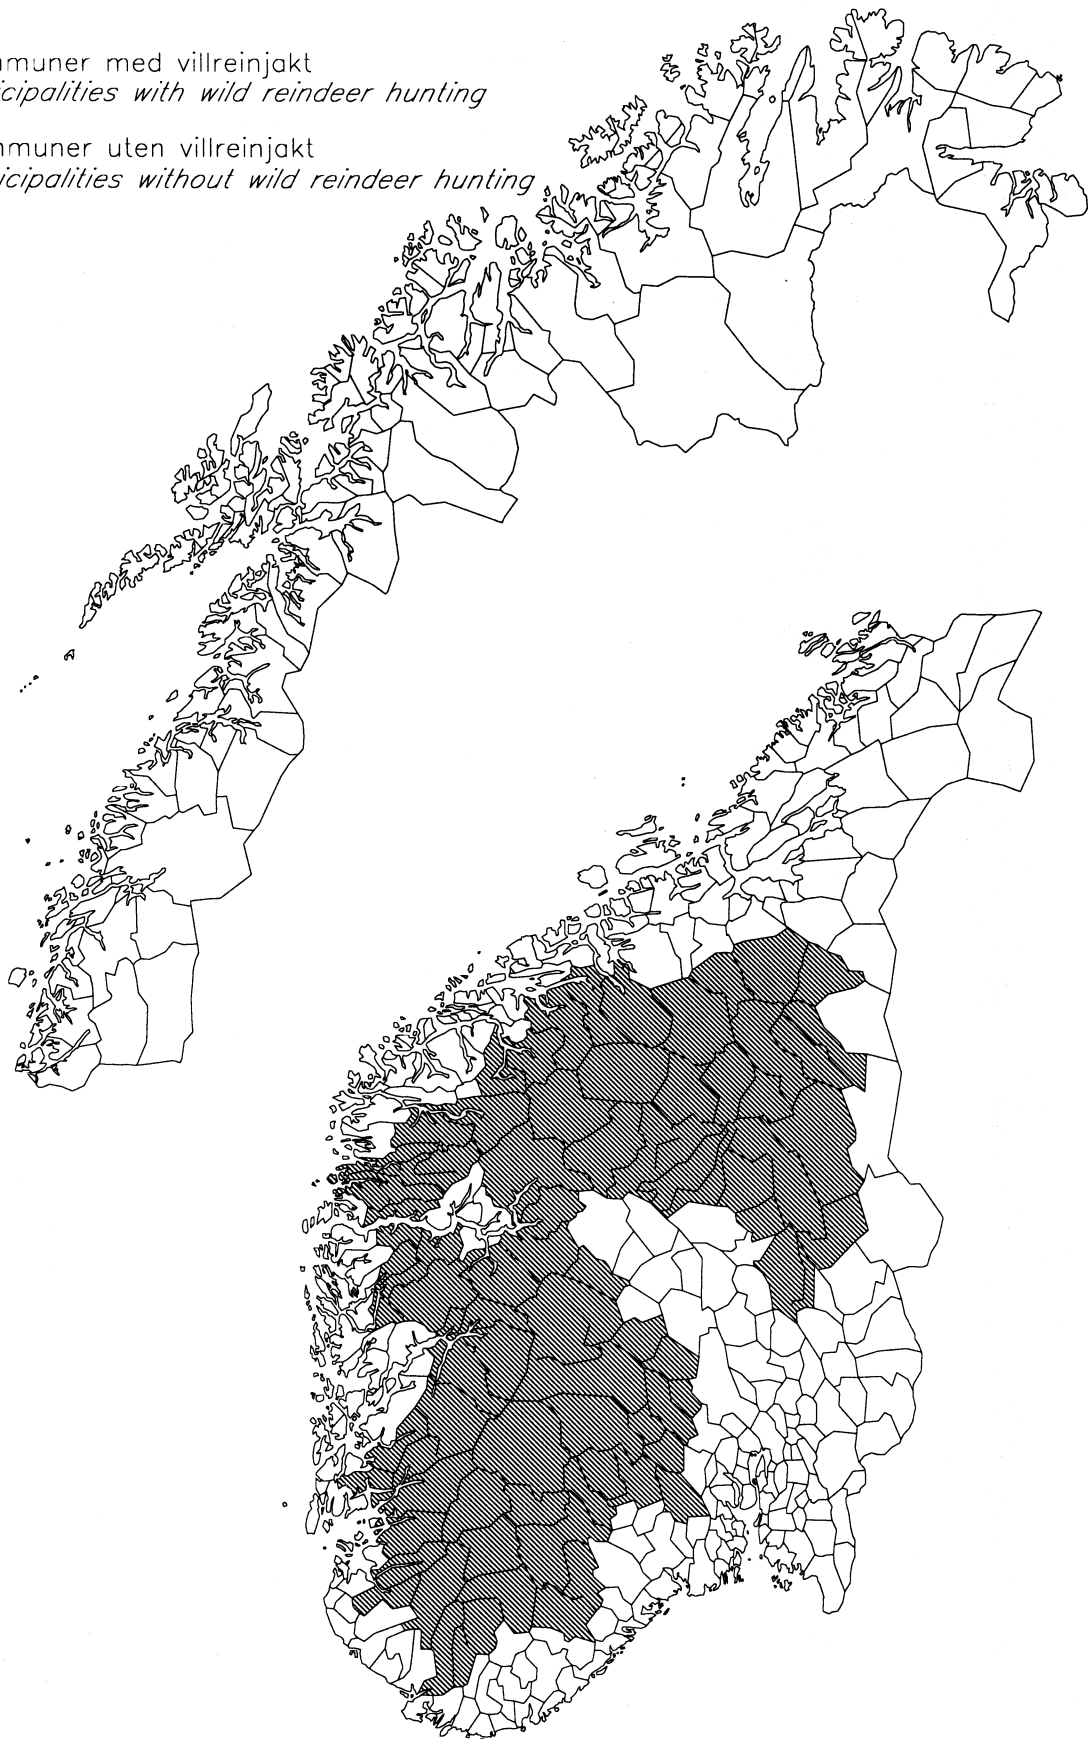 mmuner med villreinjakt
icipalities with wild reindeer hunting
mmuner uten villreinjakt
icipalities without wild reindeer hunting